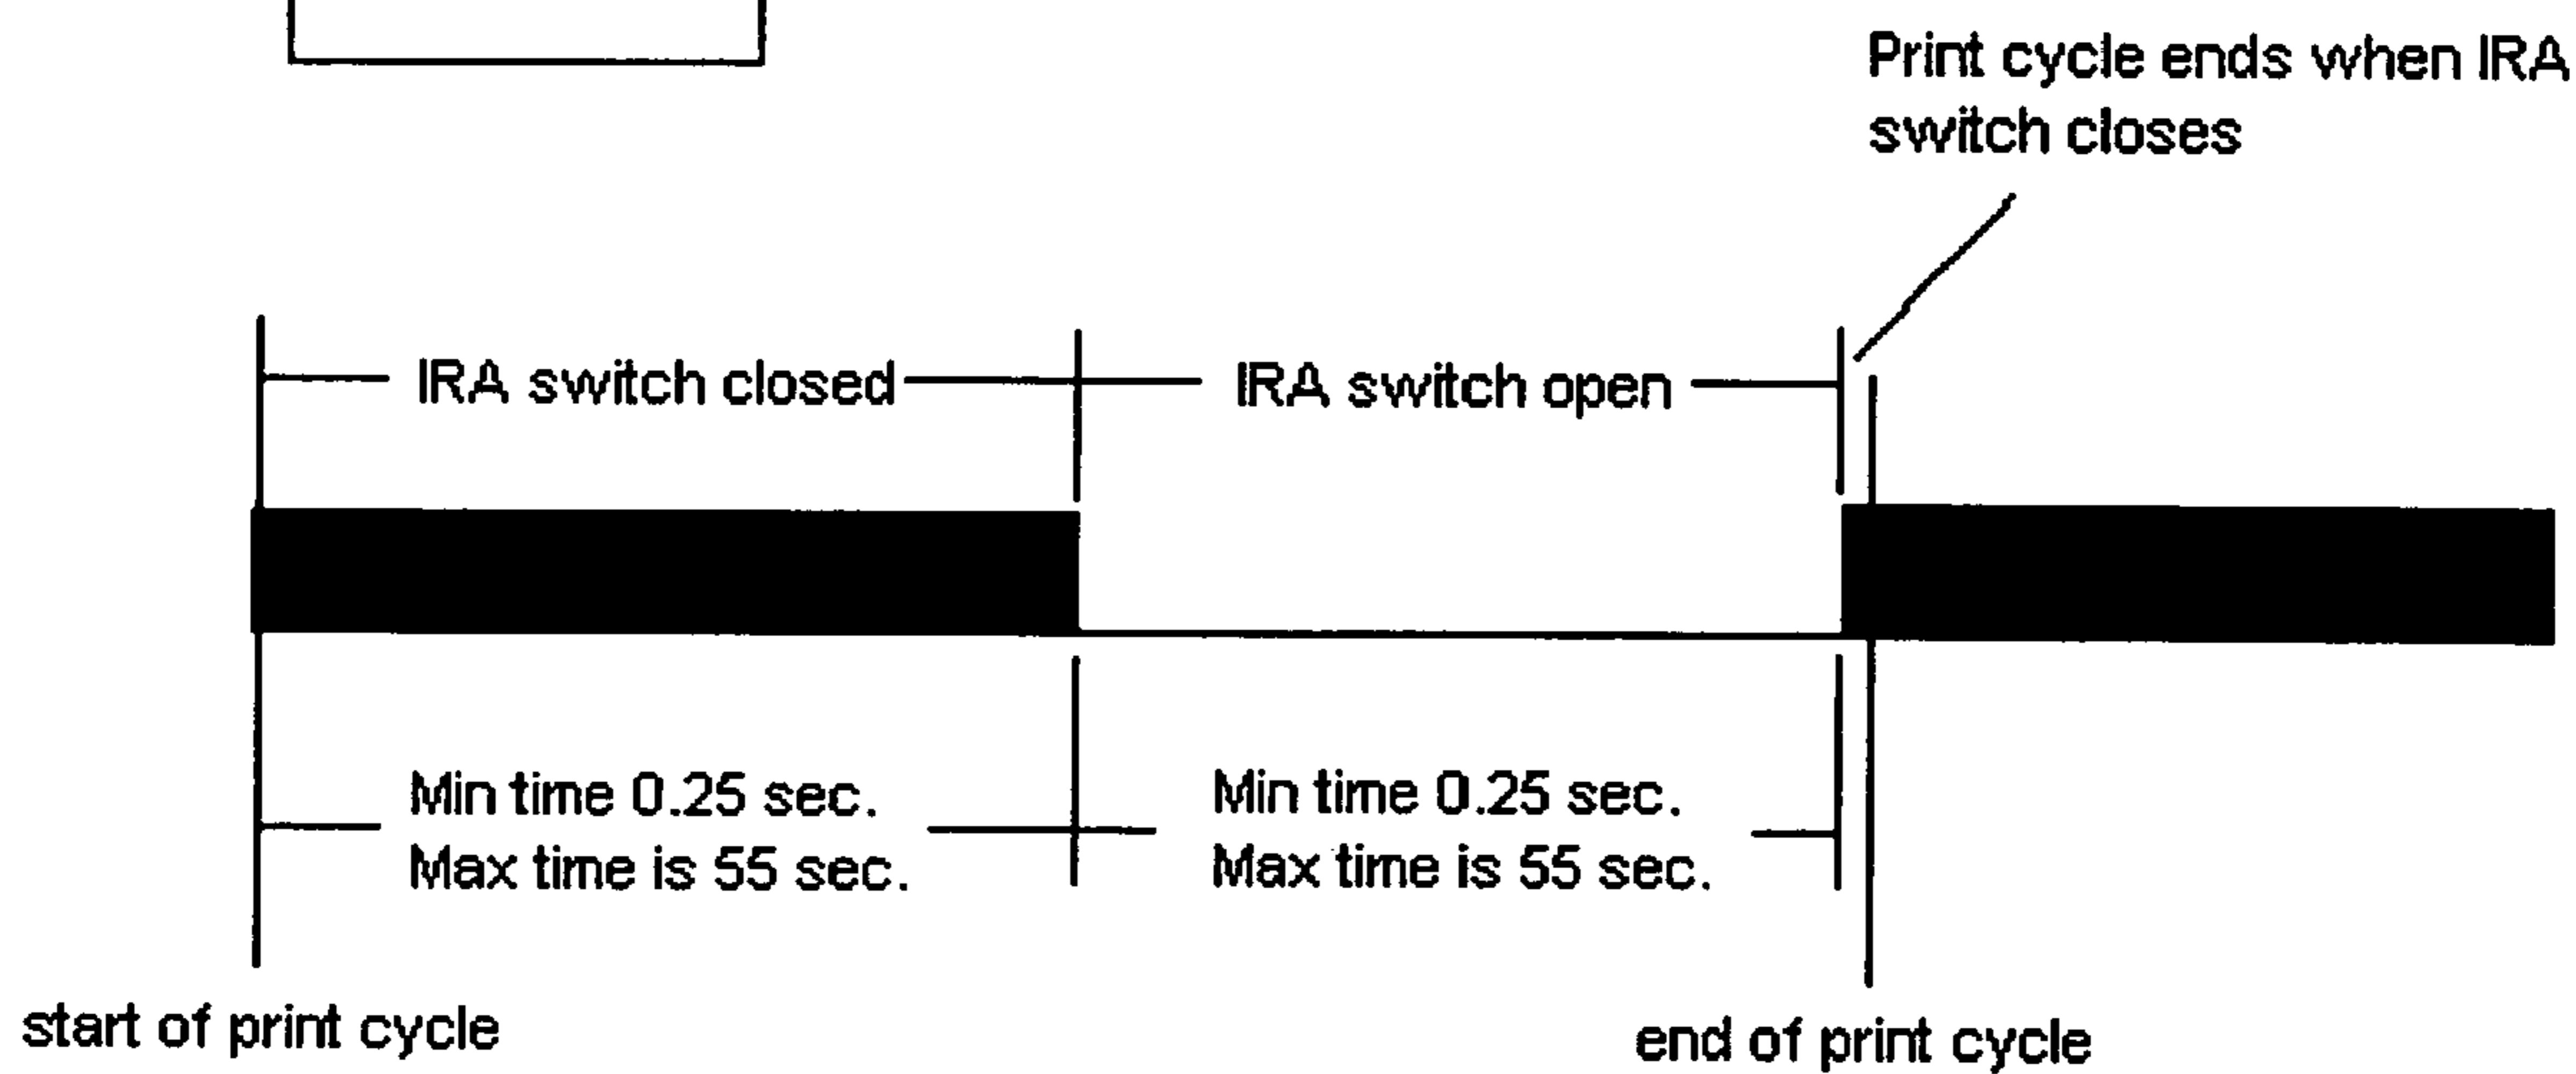 Print cycle ends when IRA
switch closes
IRA switch closed
IRA switch open
Min time 0.25 sec.
Max time is 55 sec.
Min time 0.25 sec.
Max time is 55 sec.
start of print cycle
end of print cycle